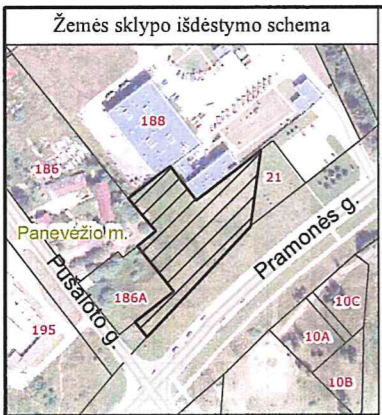 Žemės sklypo išdėstymo schema
188
186
21
Panevėžio m.
Pramonės g.
186A
Pušaloto g.
195
10C
10A
10B